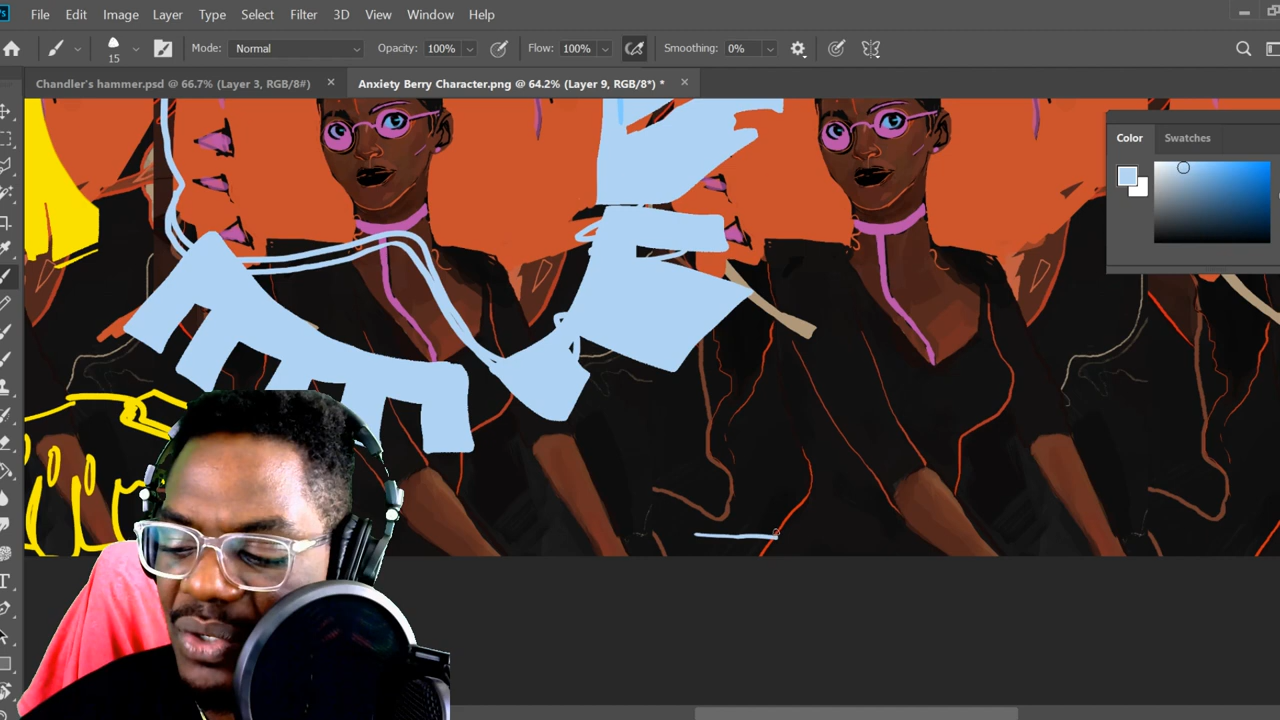 Ps File Edit Image Layer Type Select Filter 3D View Window Help
15 Mode: Normal Opacity: 100% Flow: 100% Smoothing: 0%
Chandler's hammer.psd @ 66.7% (Layer 3, RGB/8#) × Anxiety Berry Character.png @ 64.2% (Layer 9, RGB/8*) * ×
Color Swatches
T